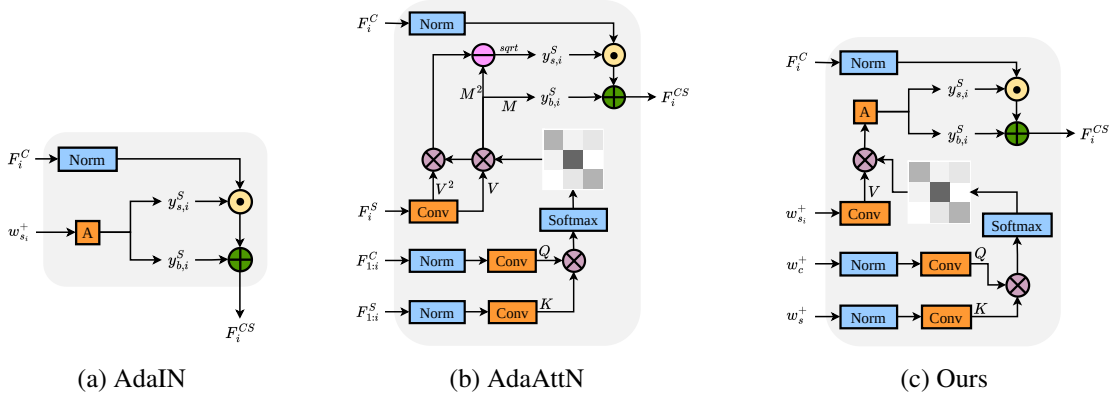 F_i^C
Norm
y_{s,i}^S
w_{s_i}^+
A
y_{b,i}^S
F_i^{CS}
(a) AdaIN
F_i^C
Norm
sqrt
y_{s,i}^S
M^2
M
y_{b,i}^S
F_i^{CS}
V^2
V
F_i^S
Conv
Softmax
F_{1:i}^C
Norm
Conv
Q
F_{1:i}^S
Norm
Conv
K
(b) AdaAttN
F_i^C
Norm
y_{s,i}^S
A
y_{b,i}^S
F_i^{CS}
V
w_{s_i}^+
Conv
Softmax
w_c^+
Norm
Conv
Q
w_s^+
Norm
Conv
K
(c) Ours